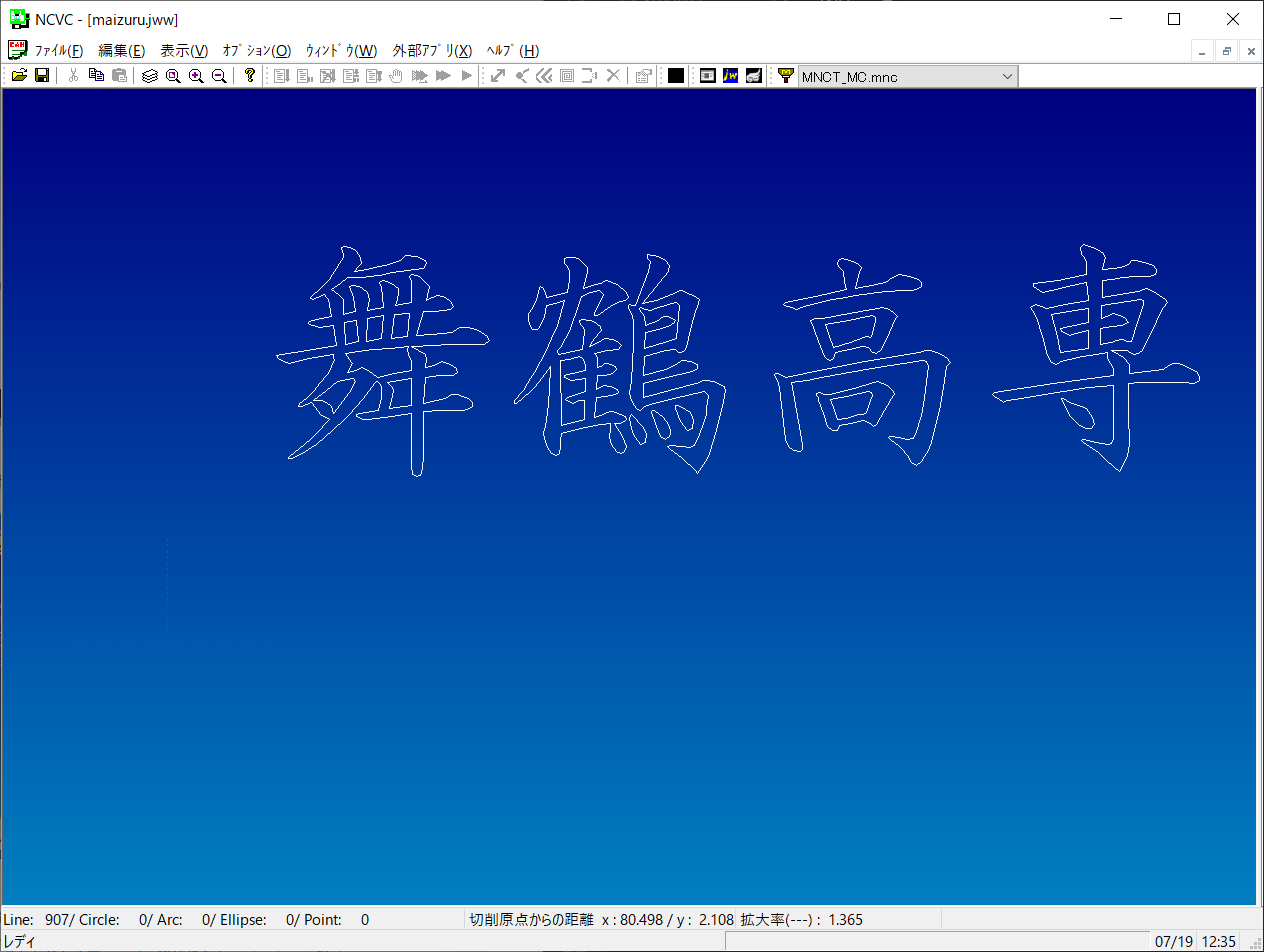 NCVC - [maizuru.jww]
ﾌｧｲﾙ(F) 編集(E) 表示(V) ｵﾌﾟｼｮﾝ(O) ｳｨﾝﾄﾞｳ(W) 外部ｱﾌﾟﾘ(X) ﾍﾙﾌﾟ(H)
MNCT_MC.mnc
舞鶴高専
Line: 907/ Circle: 0/ Arc: 0/ Ellipse: 0/ Point: 0 切削原点からの距離 x : 80.498 / y : 2.108 拡大率(---) : 1.365
レディ 07/19 12:35